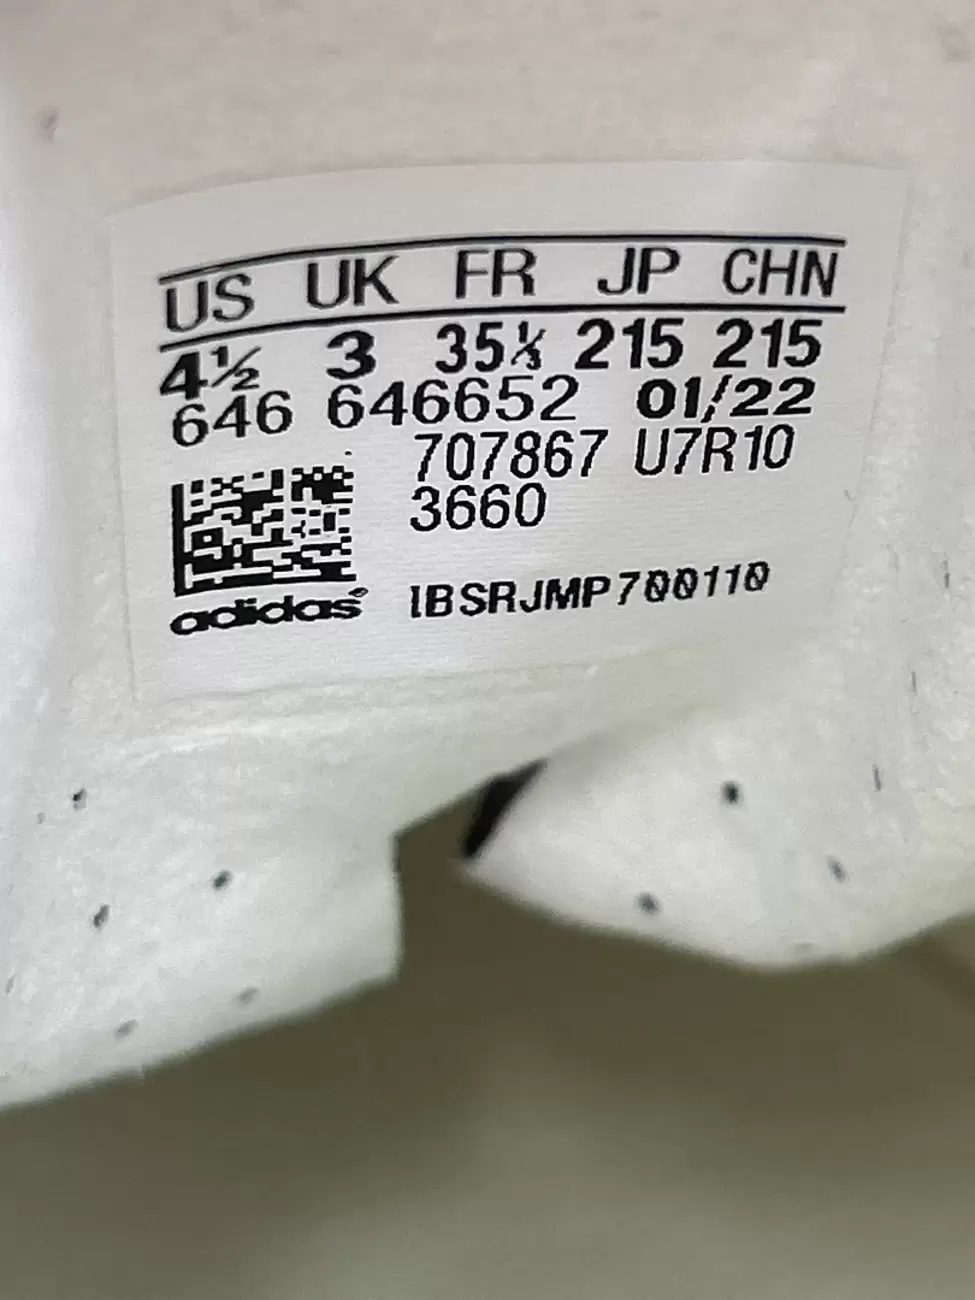 US UK FR JP CHN
4½ 3 35⅓ 215 215
646 646652 01/22
707867 U7R10
3660
adidas® IBSRJMP700110